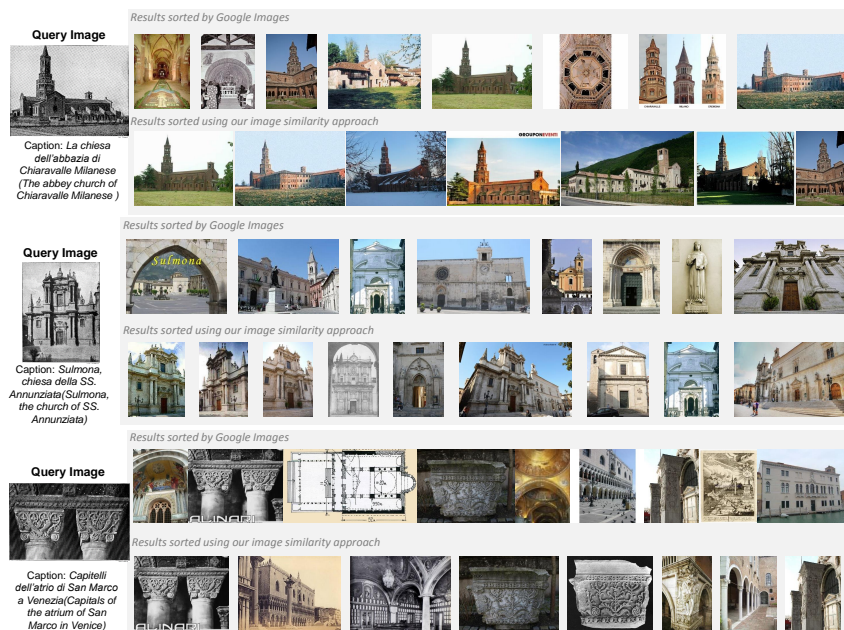 Results sorted by Google Images
Query Image
Results sorted using our image similarity approach
GROUPONEVENTI
Caption: La chiesa
dell'abbazia di
Chiaravalle Milanese
(The abbey church of
Chiaravalle Milanese )
Results sorted by Google Images
Query Image
Sulmona
Results sorted using our image similarity approach
Caption: Sulmona,
chiesa della SS.
Annunziata(Sulmona,
the church of SS.
Annunziata)
Results sorted by Google Images
Query Image
ALINARI
Results sorted using our image similarity approach
Caption: Capitelli
dell'atrio di San Marco
a Venezia(Capitals of
the atrium of San
Marco in Venice)
ALINARI